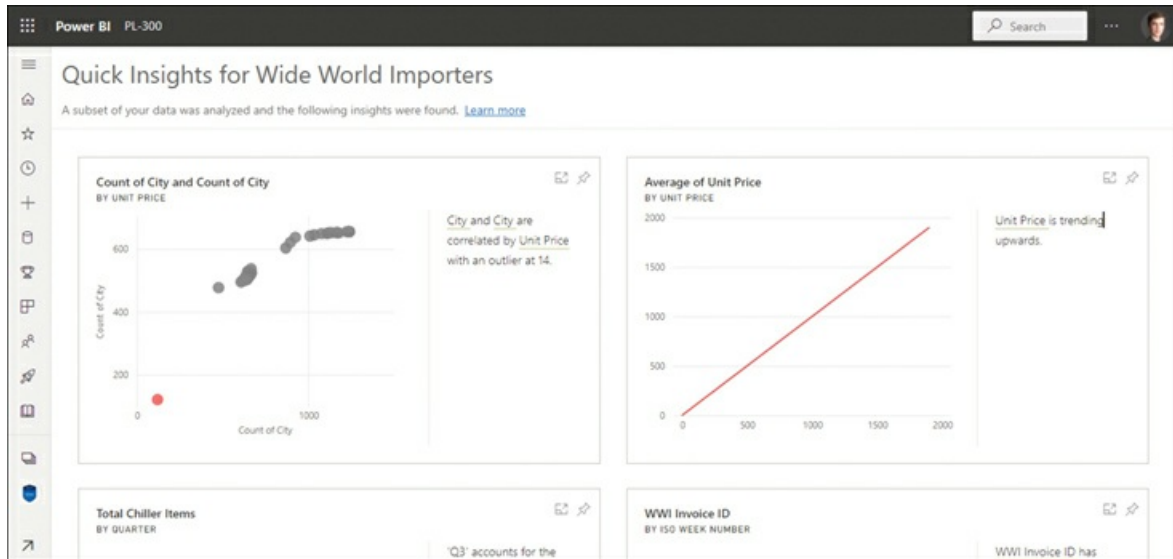 Power BI PL-300
Search
Quick Insights for Wide World Importers
A subset of your data was analyzed and the following insights were found. Learn more
Count of City and Count of City
BY UNIT PRICE
600
400
200
0
1000
Count of City
Count of City
City and City are
correlated by Unit Price
with an outlier at 14.
Average of Unit Price
BY UNIT PRICE
2000
1500
1000
500
0
0
500
1000
1500
2000
Unit Price is trending
upwards.
Total Chiller Items
BY QUARTER
'Q3' accounts for the
WWI Invoice ID
BY ISO WEEK NUMBER
WWI Invoice ID has